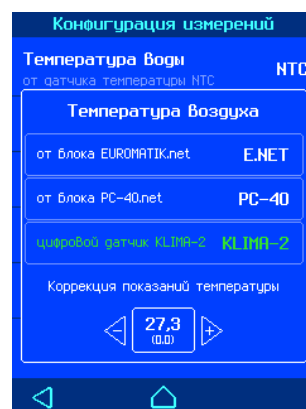 Конфигурация измерений
Температура Воды
от датчика температуры NTC
NTC
Температура Воздуха
от блока EUROMATIK.net E.NET
от блока PC-40.net PC-40
цифровой датчик KLIMA-2 KLIMA-2
Коррекция показаний температуры
- 27,3 +
(0.0)